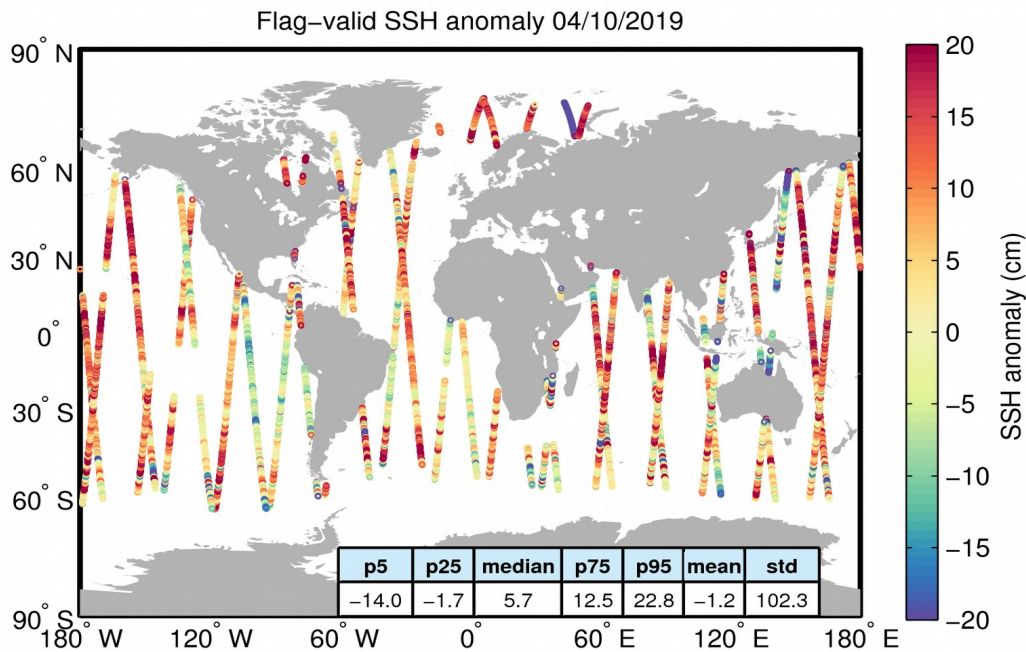 Flag−valid SSH anomaly 04/10/2019
90° N
60° N
30° N
0°
30° S
60° S
90° S
180° W
120° W
60° W
0°
60° E
120° E
180° E
p5 p25 median p75 p95 mean std
−14.0 −1.7 5.7 12.5 22.8 −1.2 102.3
20
15
10
5
0
−5
−10
−15
−20
SSH anomaly (cm)